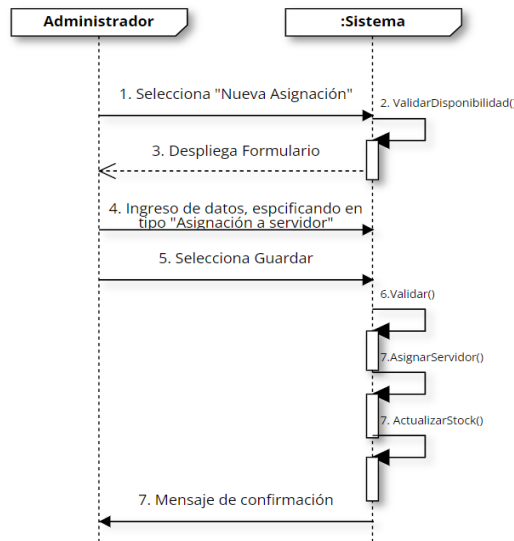 Administrador
:Sistema
1. Selecciona "Nueva Asignación"
2. ValidarDisponibilidad()
3. Despliega Formulario
4. Ingreso de datos, espcificando en
tipo "Asignación a servidor"
5. Selecciona Guardar
6.Validar()
7.AsignarServidor()
7. ActualizarStock()
7. Mensaje de confirmación